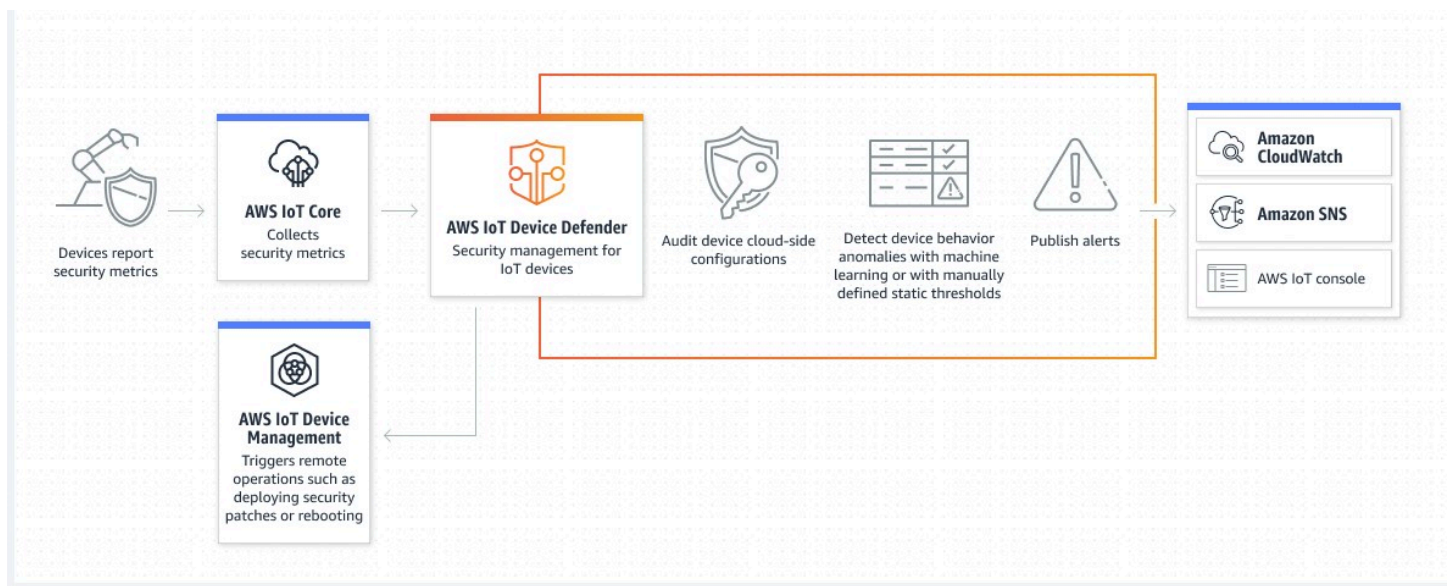 Devices report
security metrics
AWS IoT Core
Collects
security metrics
AWS IoT Device Defender
Security management for
IoT devices
Audit device cloud-side
configurations
Detect device behavior
anomalies with machine
learning or with manually
defined static thresholds
Publish alerts
Amazon
CloudWatch
Amazon SNS
AWS IoT console
AWS IoT Device
Management
Triggers remote
operations such as
deploying security
patches or rebooting